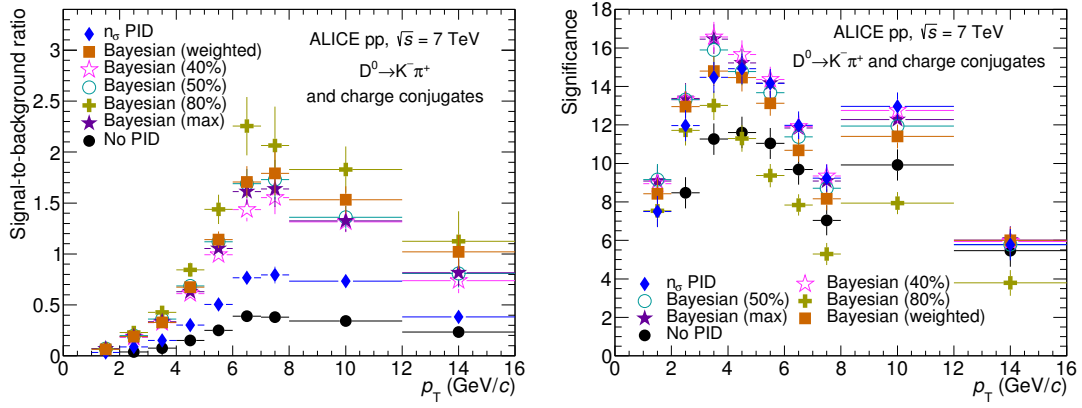 Signal-to-background ratio
3
2.5
2
1.5
1
0.5
0
nσ PID
Bayesian (weighted)
Bayesian (40%)
Bayesian (50%)
Bayesian (80%)
Bayesian (max)
No PID
ALICE pp, √s = 7 TeV
D⁰→K⁻π⁺
and charge conjugates
0 2 4 6 8 10 12 14 16
pT (GeV/c)
Significance
18
16
14
12
10
8
6
4
2
0
ALICE pp, √s = 7 TeV
D⁰→K⁻π⁺ and charge conjugates
nσ PID Bayesian (40%)
Bayesian (50%) Bayesian (80%)
Bayesian (max) Bayesian (weighted)
No PID
0 2 4 6 8 10 12 14 16
pT (GeV/c)